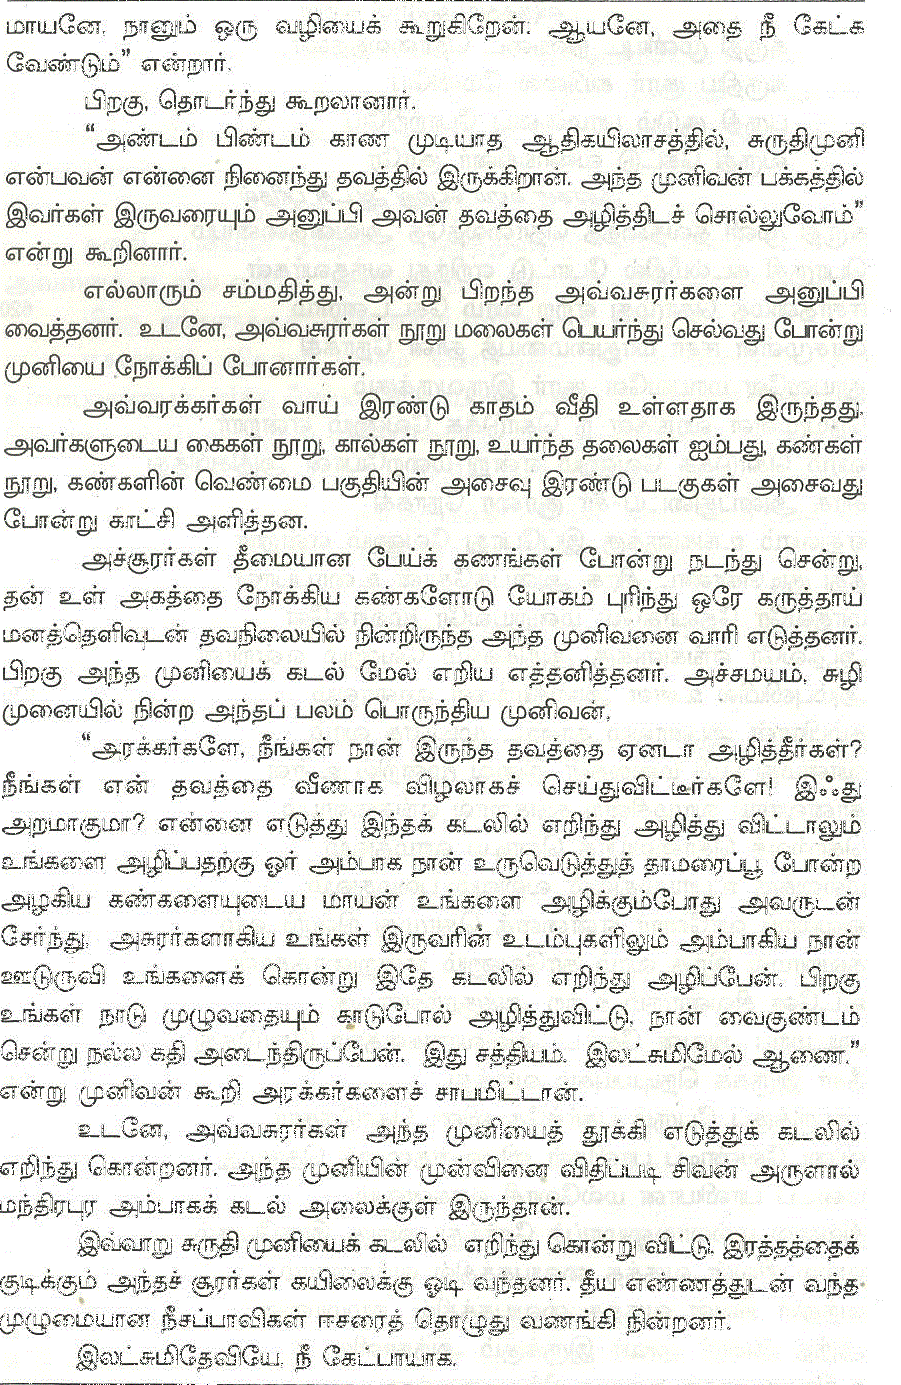 மாயனே, நானும் ஒரு வழியைக் கூறுகிறேன். ஆயனே, அதை நீ கேட்க
வேண்டும்” என்றார்.
பிறகு, தொடர்ந்து கூறலானார்.
“அண்டம் பிண்டம் காண முடியாத ஆதிகயிலாசத்தில், சுருதிமுனி
என்பவன் என்னை நினைந்து தவத்தில் இருக்கிறான். அந்த முனிவன் பக்கத்தில்
இவர்கள் இருவரையும் அனுப்பி அவன் தவத்தை அழித்திடச் சொல்லுவோம்”
என்று கூறினார்.
எல்லாரும் சம்மதித்து, அன்று பிறந்த அவ்வசுரர்களை அனுப்பி
வைத்தனர். உடனே, அவ்வசுரர்கள் நூறு மலைகள் பெயர்ந்து செல்வது போன்று
முனியை நோக்கிப் போனார்கள்.
அவ்வரக்கர்கள் வாய் இரண்டு காதம் வீதி உள்ளதாக இருந்தது.
அவர்களுடைய கைகள் நூறு, கால்கள் நூறு, உயர்ந்த தலைகள் ஐம்பது, கண்கள்
நூறு, கண்களின் வெண்மை பகுதியின் அசைவு இரண்டு படகுகள் அசைவது
போன்று காட்சி அளித்தன.
அச்சூரர்கள் தீமையான பேய்க் கணங்கள் போன்று நடந்து சென்று,
தன் உள் அகத்தை நோக்கிய கண்களோடு யோகம் புரிந்து ஒரே கருத்தாய்
மனத்தெளிவுடன் தவநிலையில் நின்றிருந்த அந்த முனிவனை வாரி எடுத்தனர்.
பிறகு அந்த முனியைக் கடல் மேல் எறிய எத்தனித்தனர். அச்சமயம், சுழி
முனையில் நின்ற அந்தப் பலம் பொருந்திய முனிவன்,
“அரக்கர்களே, நீங்கள் நான் இருந்த தவத்தை ஏனடா அழித்தீர்கள்?
நீங்கள் என் தவத்தை வீணாக விழலாகச் செய்துவிட்டீர்களே! இஃது
அறமாகுமா? என்னை எடுத்து இந்தக் கடலில் எறிந்து அழித்து விட்டாலும்
உங்களை அழிப்பதற்கு ஓர் அம்பாக நான் உருவெடுத்துத் தாமரைப்பூ போன்ற
அழகிய கண்களையுடைய மாயன் உங்களை அழிக்கும்போது அவருடன்
சேர்ந்து, அசுரர்களாகிய உங்கள் இருவரின் உடம்புகளிலும் அம்பாகிய நான்
ஊடுருவி உங்களைக் கொன்று இதே கடலில் எறிந்து அழிப்பேன். பிறகு
உங்கள் நாடு முழுவதையும் காடுபோல் அழித்துவிட்டு, நான் வைகுண்டம்
சென்று நல்ல கதி அடைந்திருப்பேன். இது சத்தியம். இலட்சுமிமேல் ஆணை.”
என்று முனிவன் கூறி அரக்கர்களைச் சாபமிட்டான்.
உடனே, அவ்வசுரர்கள் அந்த முனியைத் தூக்கி எடுத்துக் கடலில்
எறிந்து கொன்றனர். அந்த முனியின் முன்வினை விதிப்படி சிவன் அருளால்
மந்திரபுர அம்பாகக் கடல் அலைக்குள் இருந்தான்.
இவ்வாறு சுருதி முனியைக் கடலில் எறிந்து கொன்று விட்டு, இரத்தத்தைக்
குடிக்கும் அந்தச் சூரர்கள் கயிலைக்கு ஓடி வந்தனர். தீய எண்ணத்துடன் வந்த
முழுமையான நீசப்பாவிகள் ஈசரைத் தொழுது வணங்கி நின்றனர்.
இலட்சுமிதேவியே, நீ கேட்பாயாக.